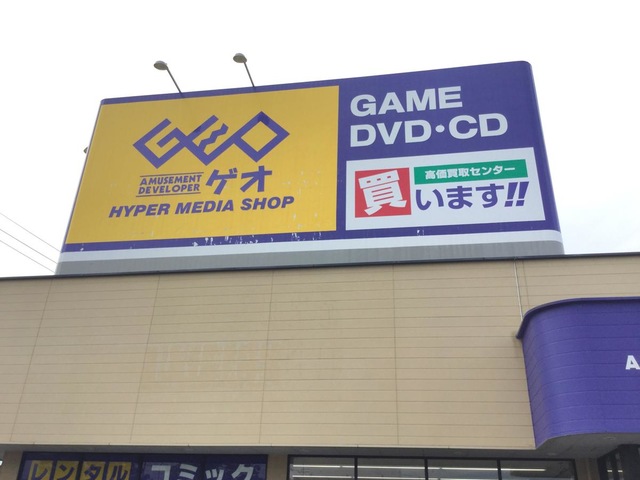 GEO
AMUSEMENT
DEVELOPER
ゲオ
HYPER MEDIA SHOP
GAME
DVD・CD
高価買取センター
買います!!
A
レンタル コミック